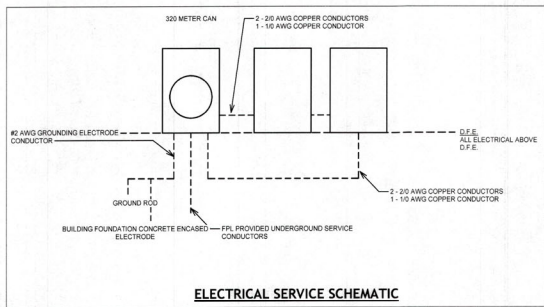 320 METER CAN
2 - 2/0 AWG COPPER CONDUCTORS
1 - 1/0 AWG COPPER CONDUCTOR
#2 AWG GROUNDING ELECTRODE
CONDUCTOR
D.F.E.
ALL ELECTRICAL ABOVE
D.F.E.
2 - 2/0 AWG COPPER CONDUCTORS
1 - 1/0 AWG COPPER CONDUCTOR
GROUND ROD
BUILDING FOUNDATION CONCRETE ENCASED
ELECTRODE
FPL PROVIDED UNDERGROUND SERVICE
CONDUCTORS
ELECTRICAL SERVICE SCHEMATIC